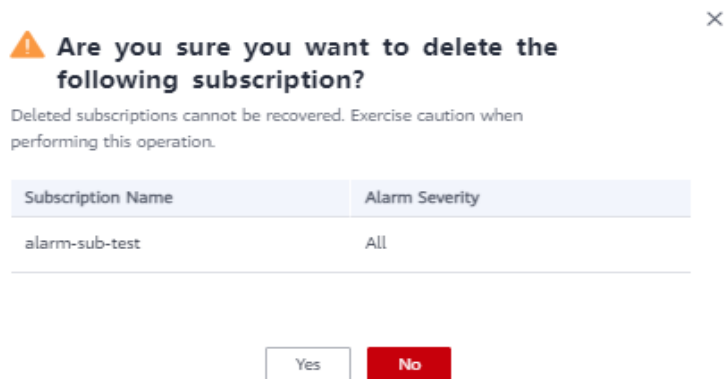 Are you sure you want to delete the
following subscription?
Deleted subscriptions cannot be recovered. Exercise caution when
performing this operation.
Subscription Name Alarm Severity
alarm-sub-test All
Yes No